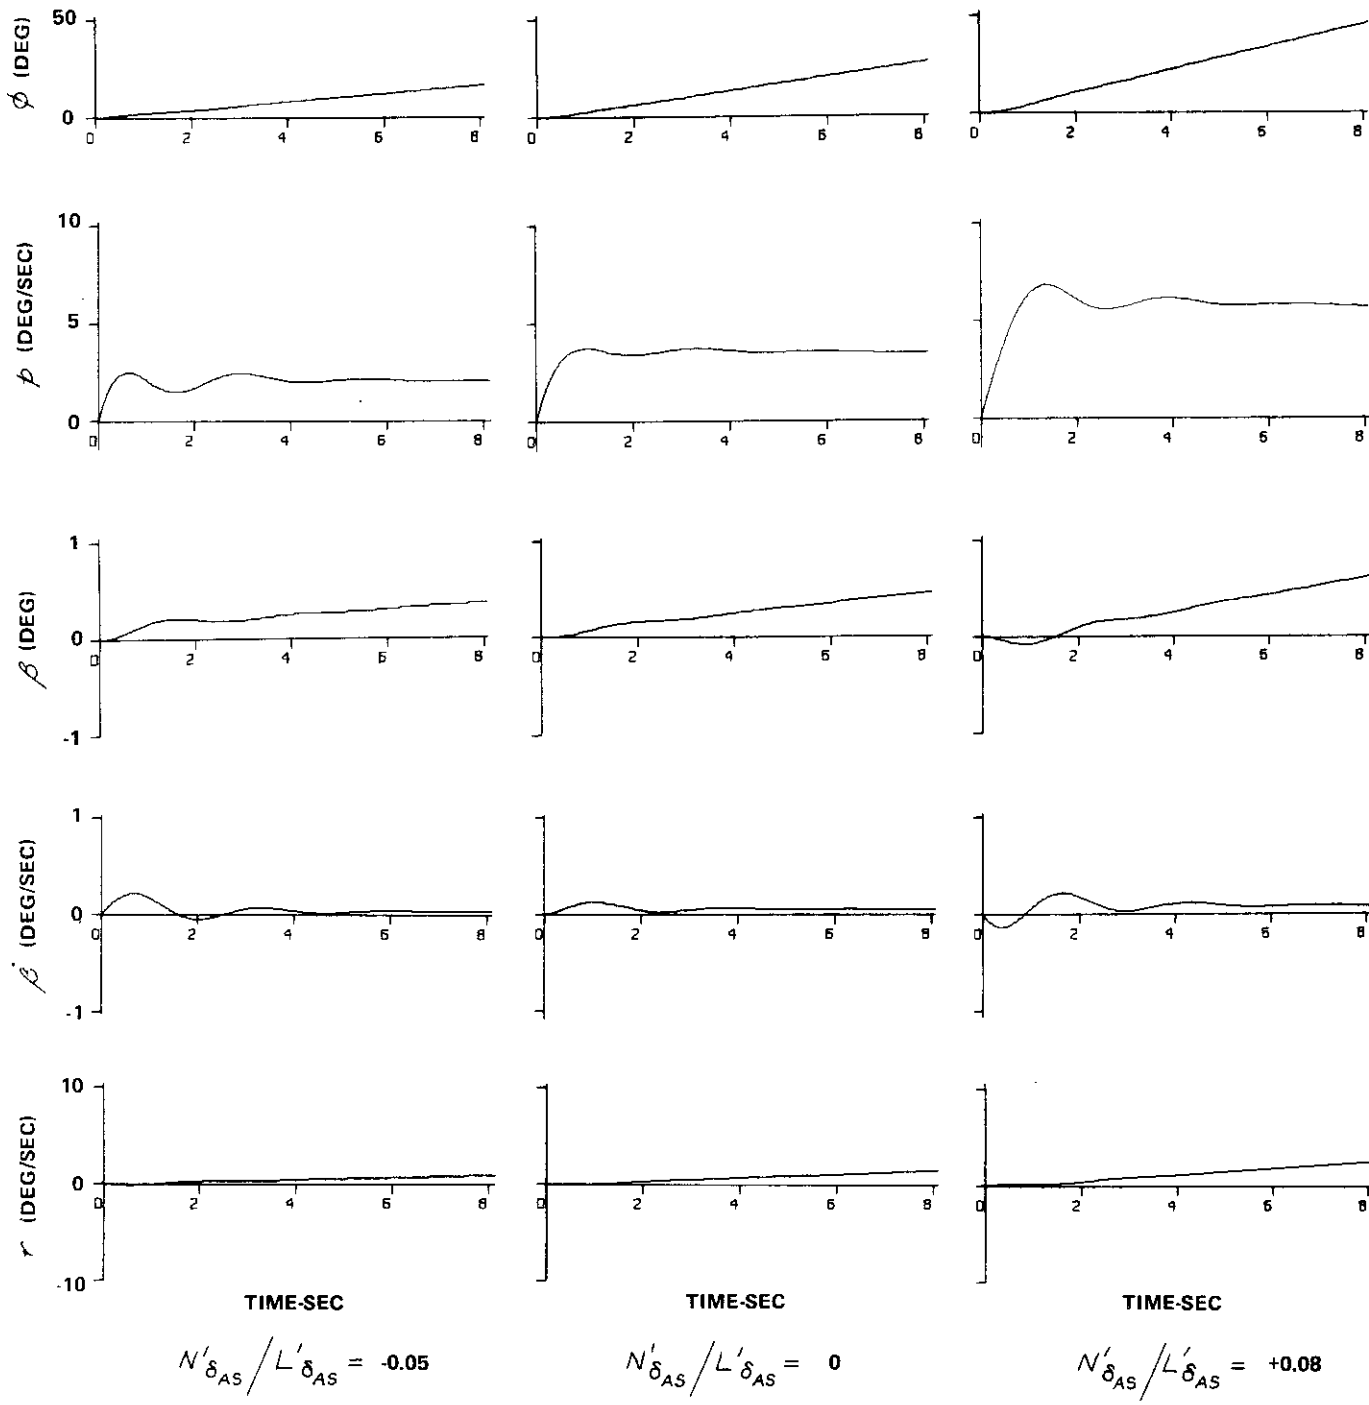 ϕ (DEG)
50
0
0 2 4 6 8
0 2 4 6 8
0 2 4 6 8
p (DEG/SEC)
10
5
0
0 2 4 6 8
0 2 4 6 8
0 2 4 6 8
β (DEG)
1
0
-1
0 2 4 6 8
0 2 4 6 8
0 2 4 6 8
β̇ (DEG/SEC)
1
0
-1
0 2 4 6 8
0 2 4 6 8
0 2 4 6 8
r (DEG/SEC)
10
0
-10
0 2 4 6 8
0 2 4 6 8
0 2 4 6 8
TIME-SEC TIME-SEC TIME-SEC
N′δAS / L′δAS = -0.05
N′δAS / L′δAS = 0
N′δAS / L′δAS = +0.08